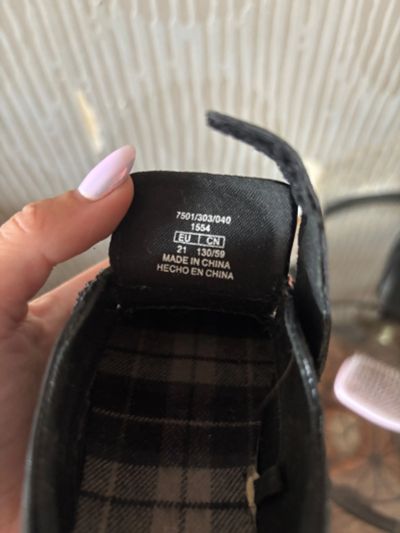 7501/303/040
1554
EU CN
21 130/59
MADE IN CHINA
HECHO EN CHINA